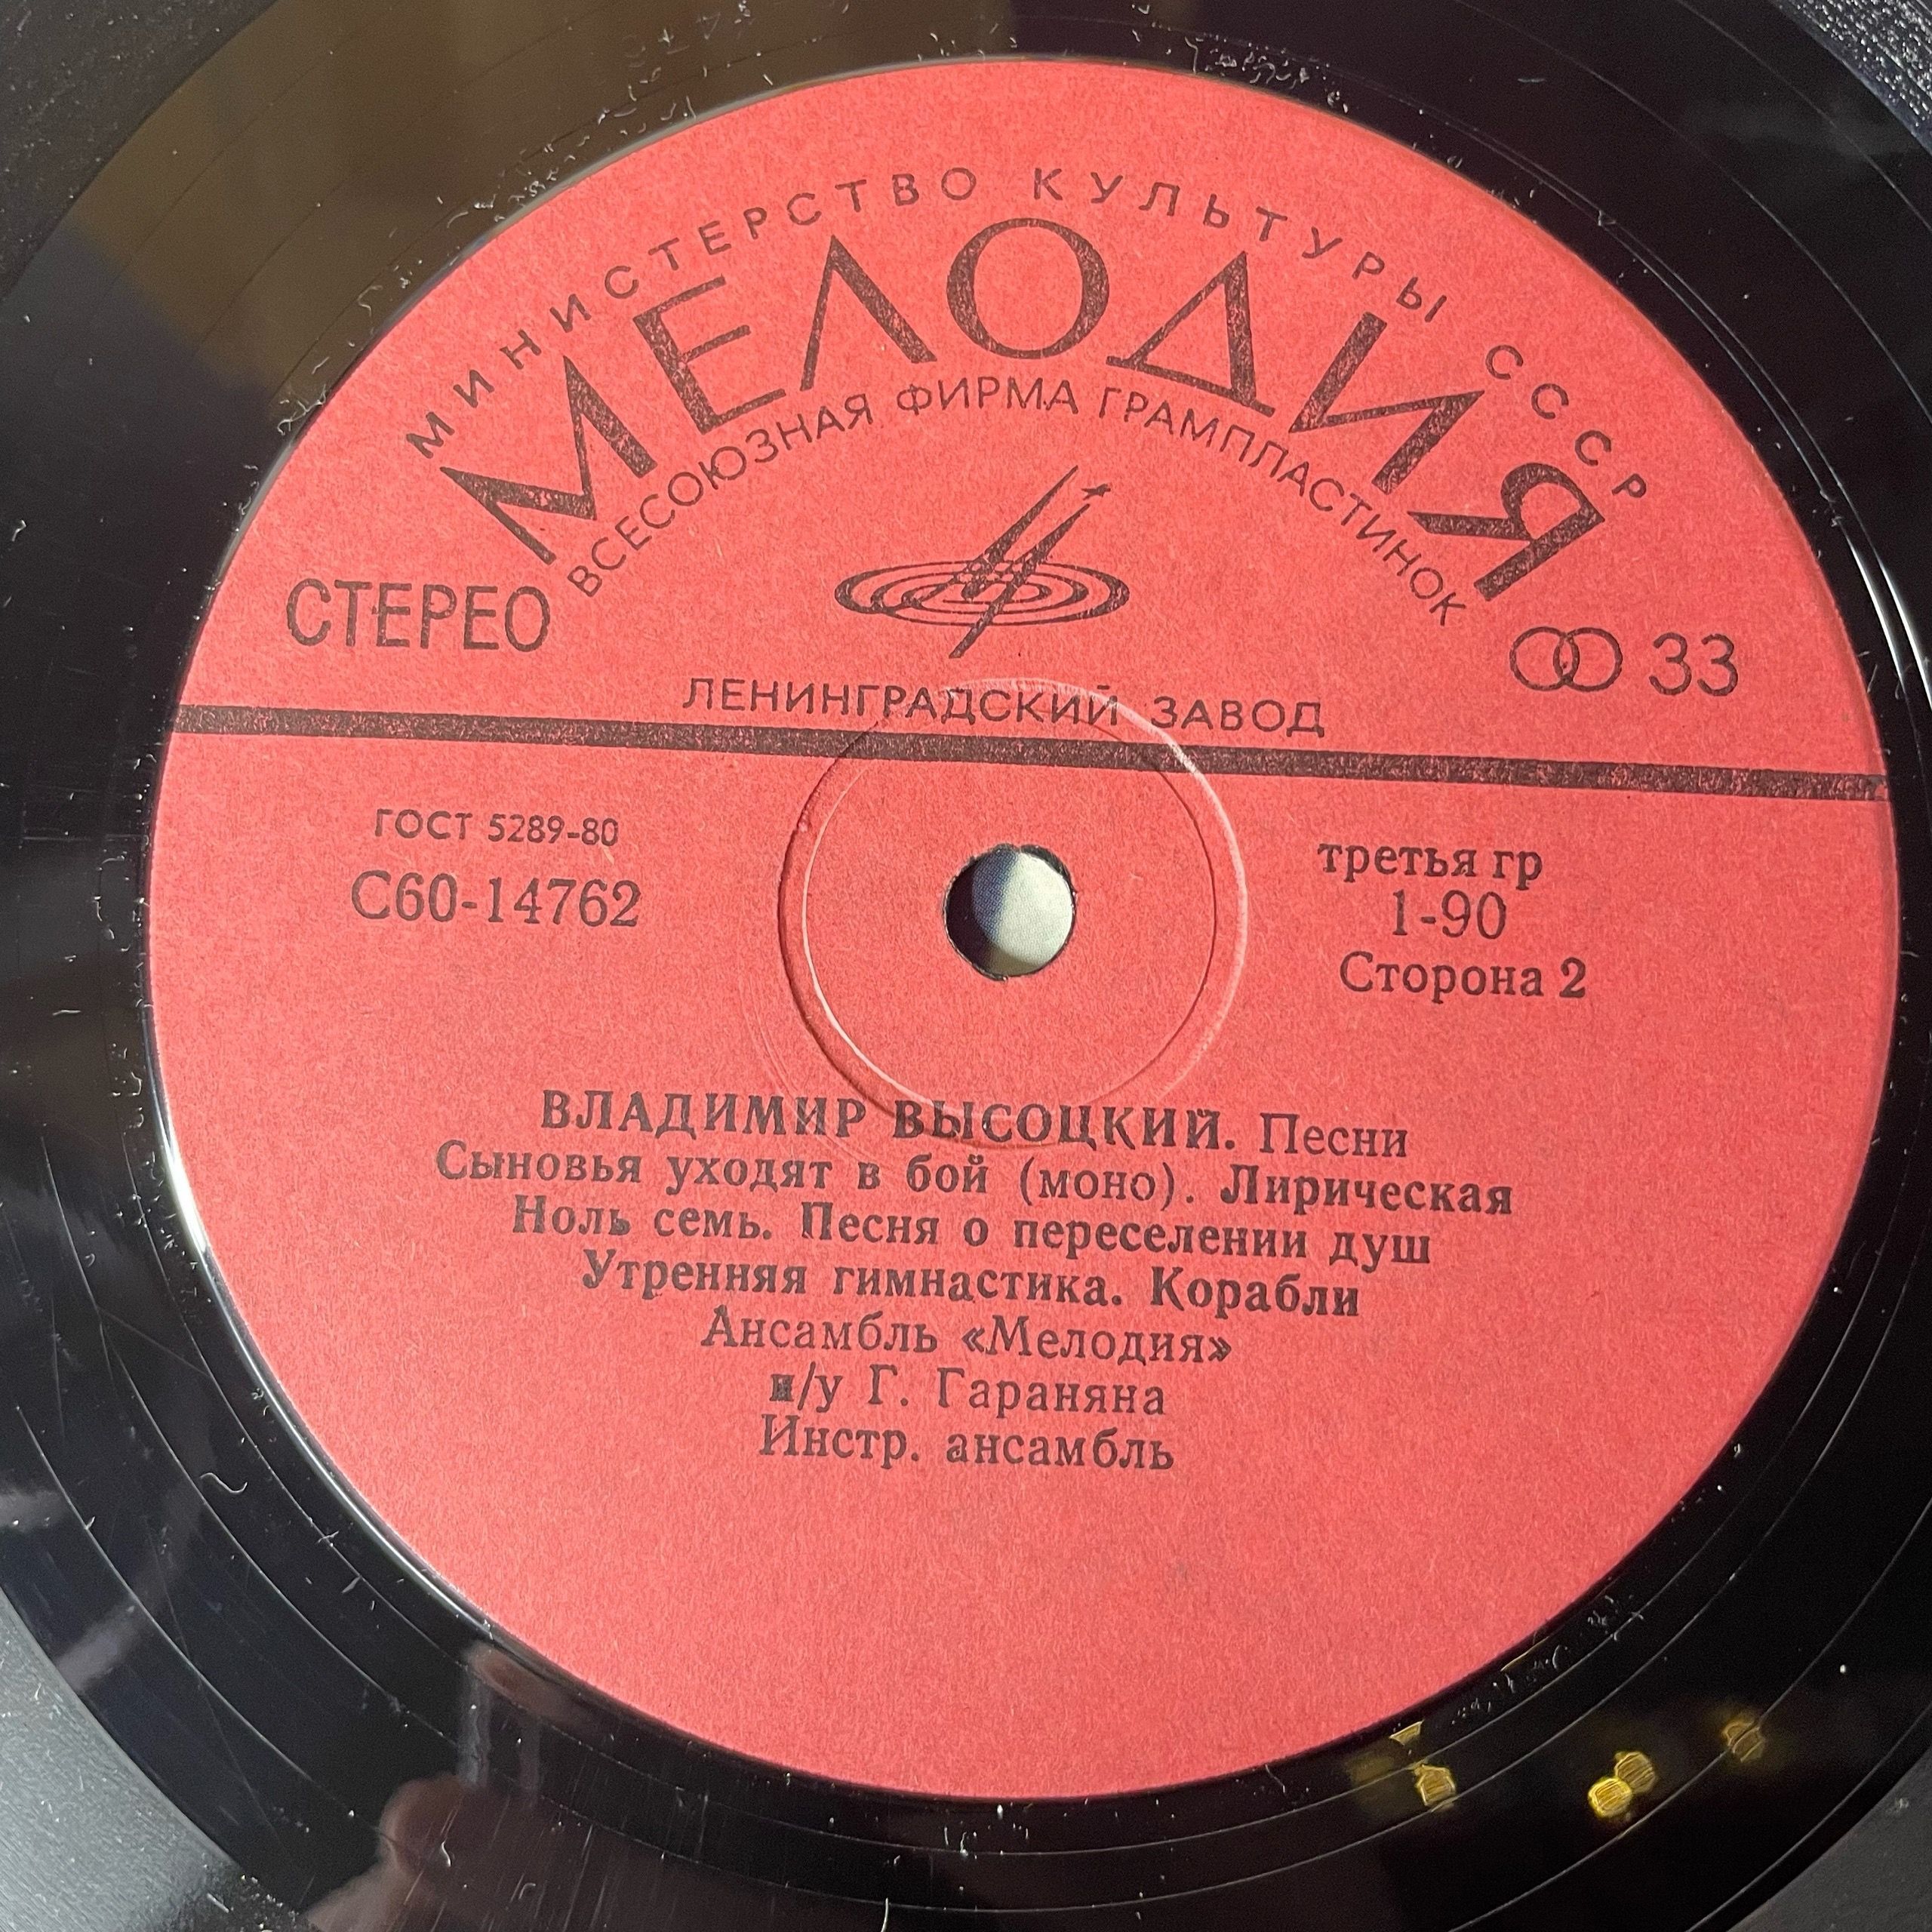 МИНИСТЕРСТВО КУЛЬТУРЫ СССР
МЕЛОДИЯ
ВСЕСОЮЗНАЯ ФИРМА ГРАМПЛАСТИНОК
СТЕРЕО
33
ЛЕНИНГРАДСКИЙ ЗАВОД
ГОСТ 5289-80
С60-14762
третья гр
1-90
Сторона 2
ВЛАДИМИР ВЫСОЦКИЙ. Песни
Сыновья уходят в бой (моно). Лирическая
Ноль семь. Песня о переселении душ
Утренняя гимнастика. Корабли
Ансамбль «Мелодия»
п/у Г. Гараняна
Инстр. ансамбль